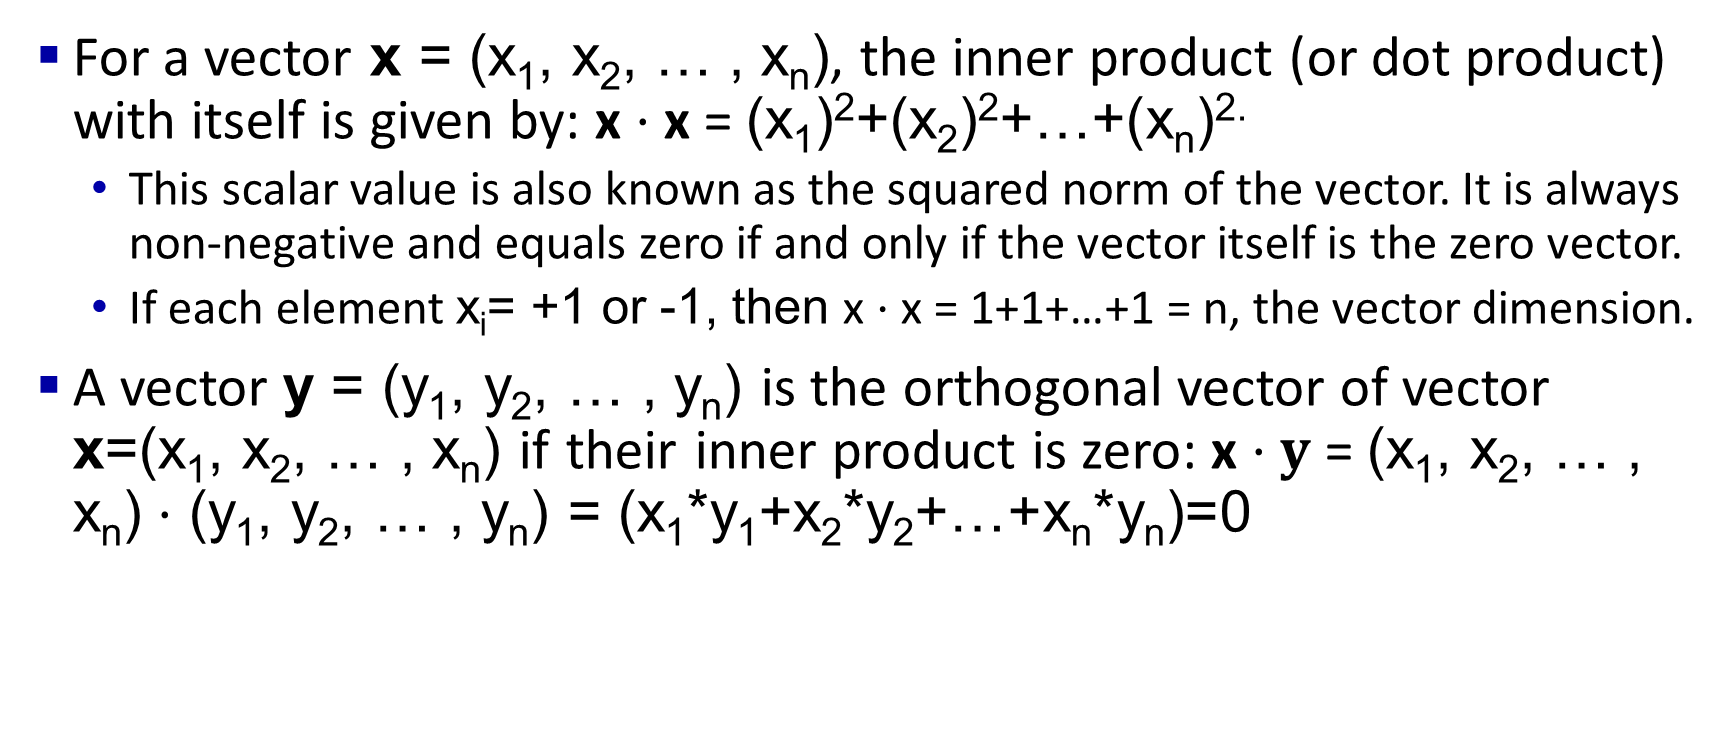 ▪ For a vector x = (x₁, x₂, … , xₙ), the inner product (or dot product)
with itself is given by: x · x = (x₁)²+(x₂)²+…+(xₙ)².
• This scalar value is also known as the squared norm of the vector. It is always
non-negative and equals zero if and only if the vector itself is the zero vector.
• If each element xᵢ= +1 or -1, then x · x = 1+1+…+1 = n, the vector dimension.
▪ A vector y = (y₁, y₂, … , yₙ) is the orthogonal vector of vector
x=(x₁, x₂, … , xₙ) if their inner product is zero: x · y = (x₁, x₂, … ,
xₙ) · (y₁, y₂, … , yₙ) = (x₁*y₁+x₂*y₂+…+xₙ*yₙ)=0